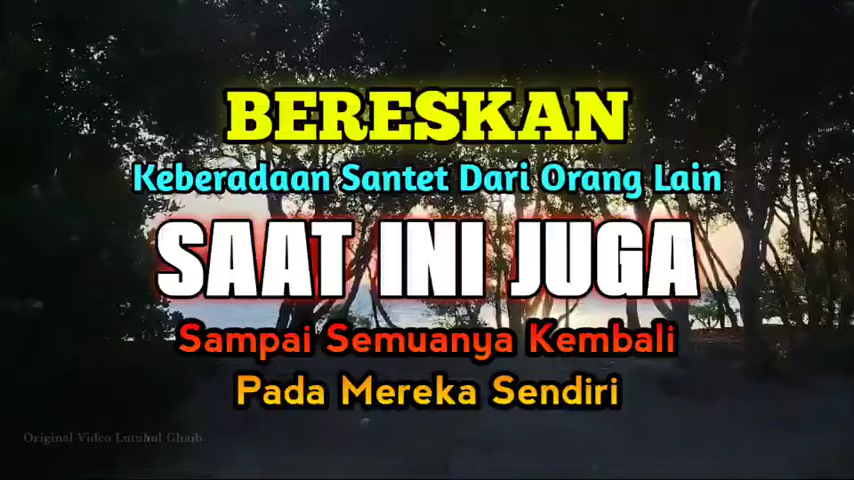 BERESKAN
Keberadaan Santet Dari Orang Lain
SAAT INI JUGA
Sampai Semuanya Kembali
Pada Mereka Sendiri
Original Video Lutuhul Ghaib